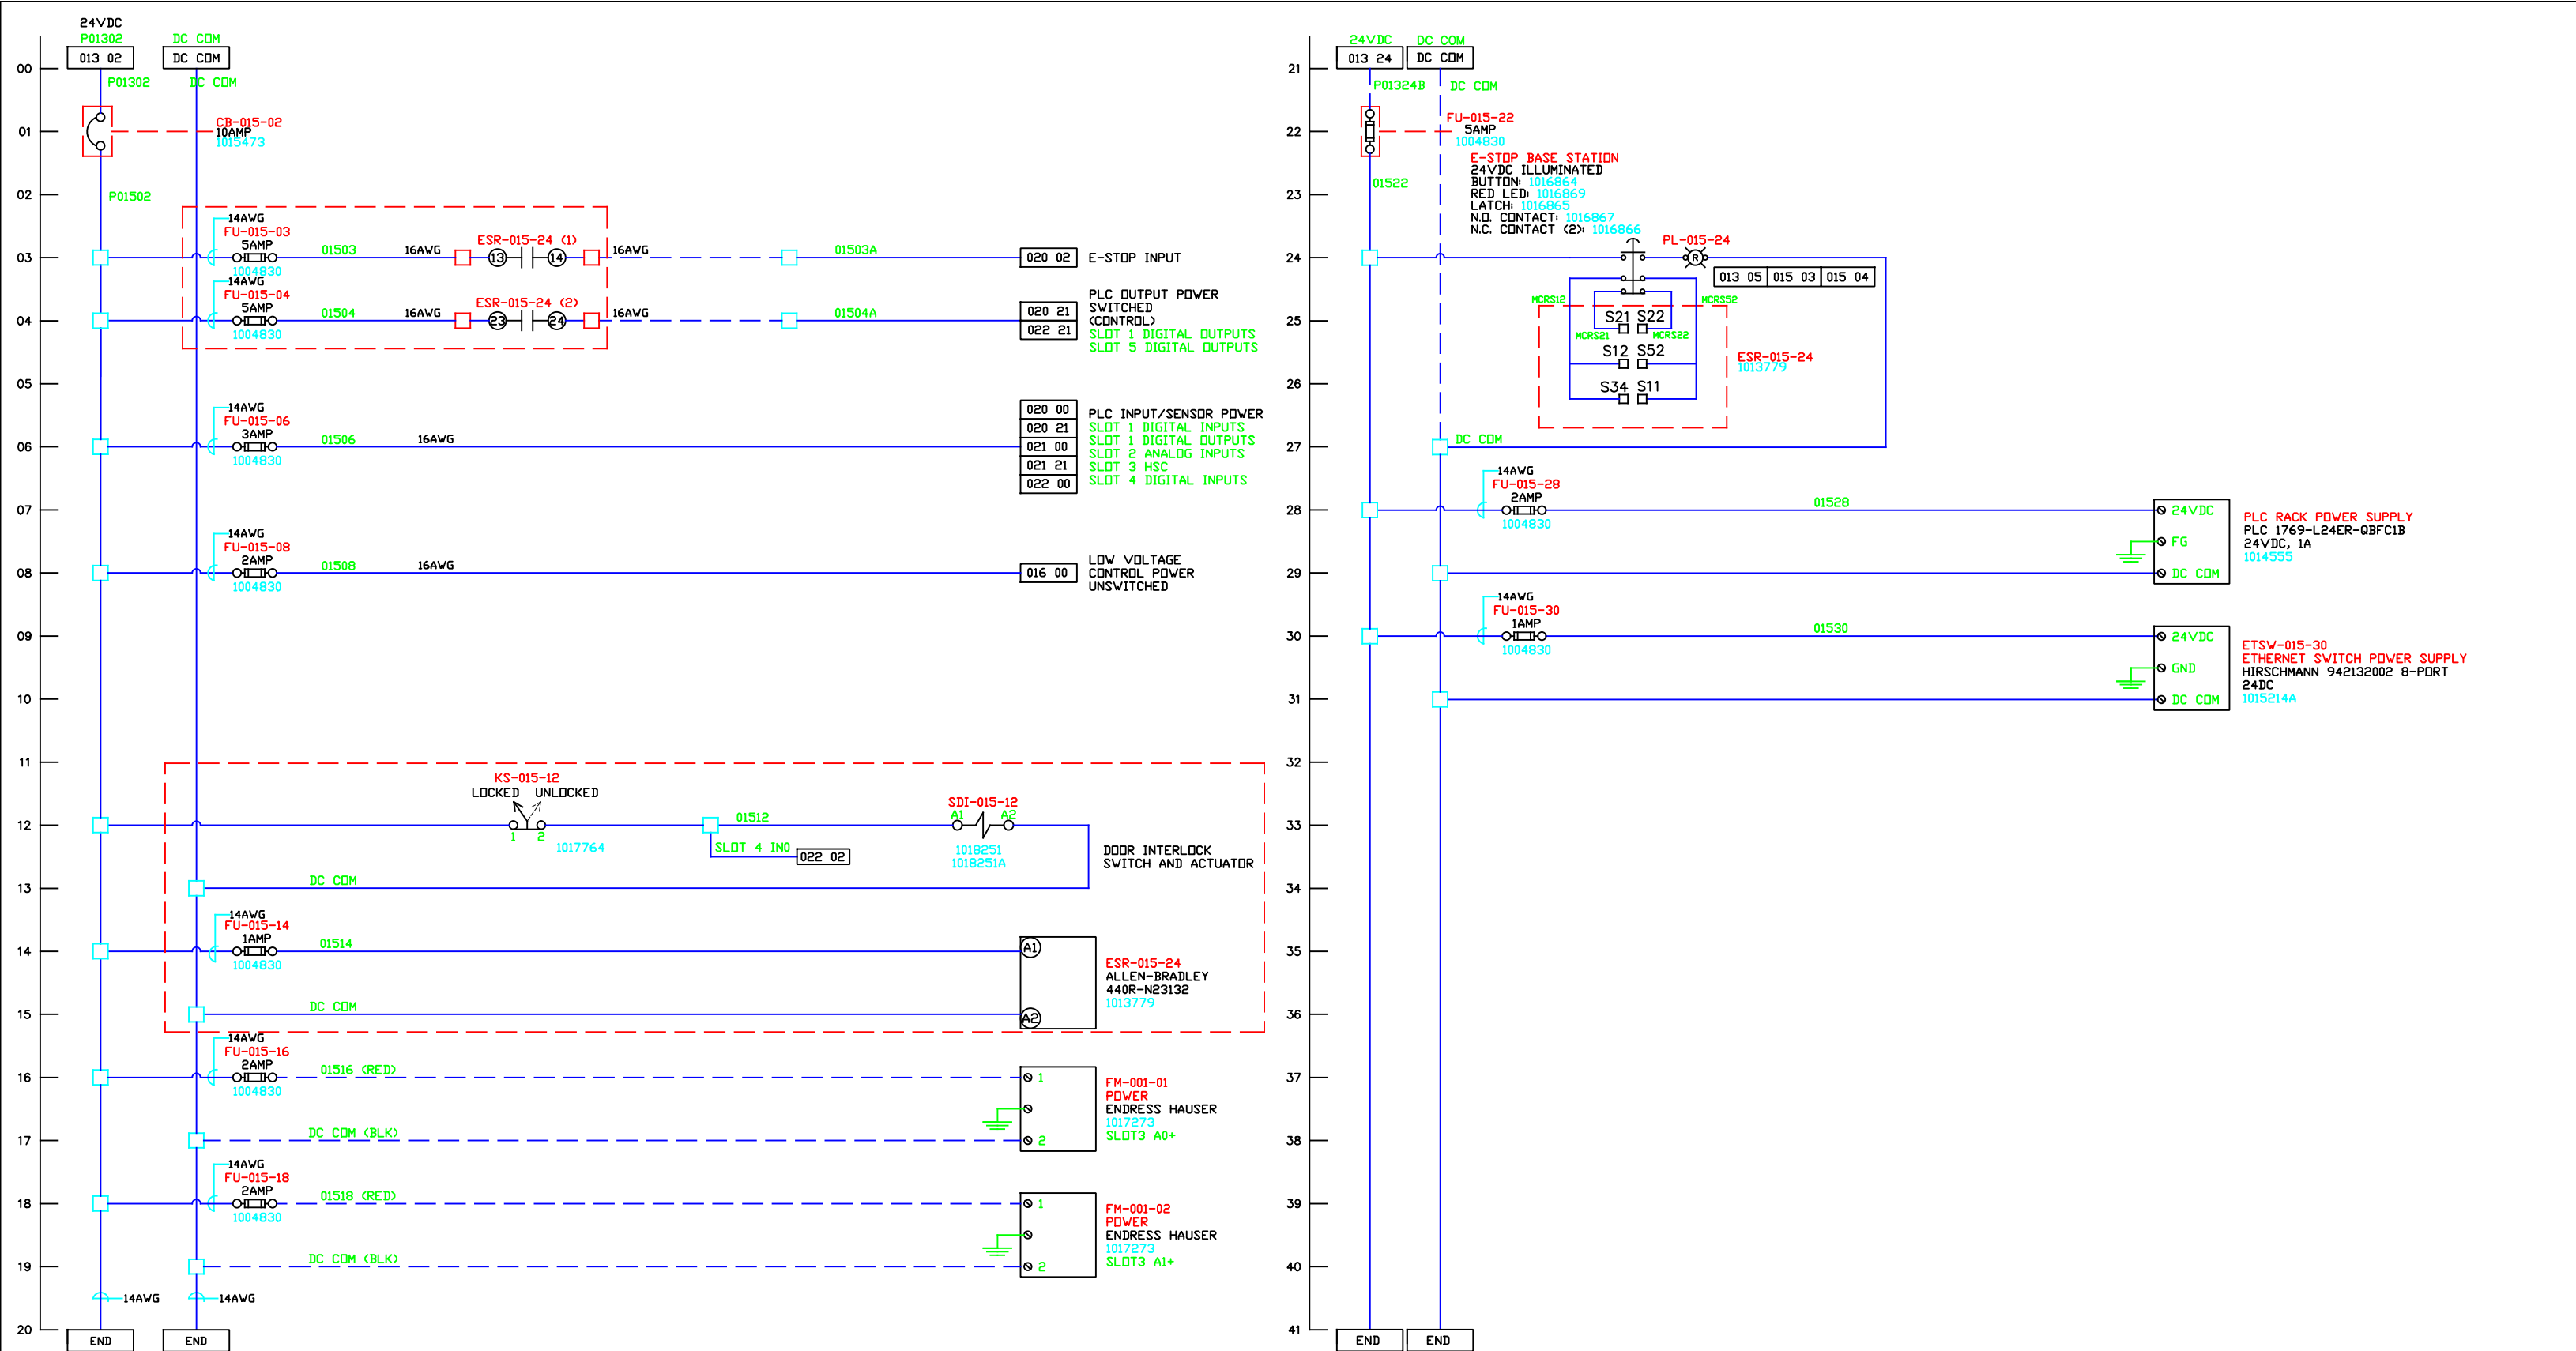 24VDC
P01302
DC COM
013 02
DC COM
00
P01302
DC COM
01
CB-015-02
10AMP
1015473
02
P01502
14AWG
FU-015-03
5AMP
01503
16AWG
ESR-015-24 (1)
16AWG
01503A
03
13
14
020 02
E-STOP INPUT
1004830
14AWG
FU-015-04
5AMP
01504
16AWG
ESR-015-24 (2)
16AWG
01504A
04
23
24
1004830
020 21
022 21
PLC OUTPUT POWER
SWITCHED
(CONTROL)
SLOT 1 DIGITAL OUTPUTS
SLOT 5 DIGITAL OUTPUTS
05
14AWG
FU-015-06
3AMP
01506
16AWG
06
1004830
020 00
020 21
021 00
021 21
022 00
PLC INPUT/SENSOR POWER
SLOT 1 DIGITAL INPUTS
SLOT 1 DIGITAL OUTPUTS
SLOT 2 ANALOG INPUTS
SLOT 3 HSC
SLOT 4 DIGITAL INPUTS
07
14AWG
FU-015-08
2AMP
01508
16AWG
08
1004830
016 00
LOW VOLTAGE
CONTROL POWER
UNSWITCHED
09
10
11
KS-015-12
LOCKED UNLOCKED
12
1 2
1017764
01512
SLOT 4 IN0
022 02
SDI-015-12
A1 A2
1018251
1018251A
DOOR INTERLOCK
SWITCH AND ACTUATOR
13
DC COM
14AWG
FU-015-14
1AMP
01514
14
1004830
A1
ESR-015-24
ALLEN-BRADLEY
440R-N23132
1013779
15
DC COM
A2
14AWG
FU-015-16
2AMP
01516 (RED)
16
1004830
1
FM-001-01
POWER
ENDRESS HAUSER
1017273
SLOT3 A0+
17
DC COM (BLK)
2
14AWG
FU-015-18
2AMP
01518 (RED)
18
1004830
1
FM-001-02
POWER
ENDRESS HAUSER
1017273
SLOT3 A1+
19
DC COM (BLK)
2
14AWG
14AWG
20
END
END
24VDC
DC COM
013 24
DC COM
21
P01324B
DC COM
22
FU-015-22
5AMP
1004830
E-STOP BASE STATION
24VDC ILLUMINATED
BUTTON: 1016864
RED LED: 1016869
LATCH: 1016865
N.O. CONTACT: 1016867
N.C. CONTACT (2): 1016866
23
01522
PL-015-24
24
R
013 05
015 03
015 04
MCRS12
MCRS52
25
S21 S22
MCRS21
MCRS22
S12 S52
ESR-015-24
1013779
26
S34 S11
27
DC COM
14AWG
FU-015-28
2AMP
01528
28
1004830
24VDC
FG
DC COM
PLC RACK POWER SUPPLY
PLC 1769-L24ER-QBFC1B
24VDC, 1A
1014555
29
14AWG
FU-015-30
1AMP
01530
30
1004830
24VDC
GND
DC COM
ETSW-015-30
ETHERNET SWITCH POWER SUPPLY
HIRSCHMANN 942132002 8-PORT
24DC
1015214A
31
32
33
34
35
36
37
38
39
40
41
END
END